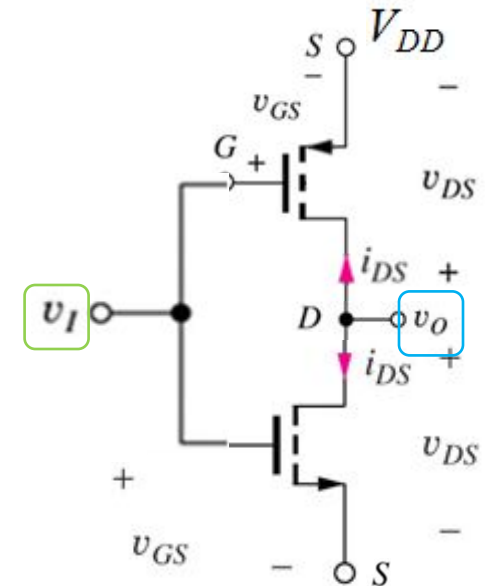 S V_DD
−
−
v_GS
G +
v_DS
i_DS +
v_I D v_O
+
i_DS
v_DS
+
v_GS
− −
S